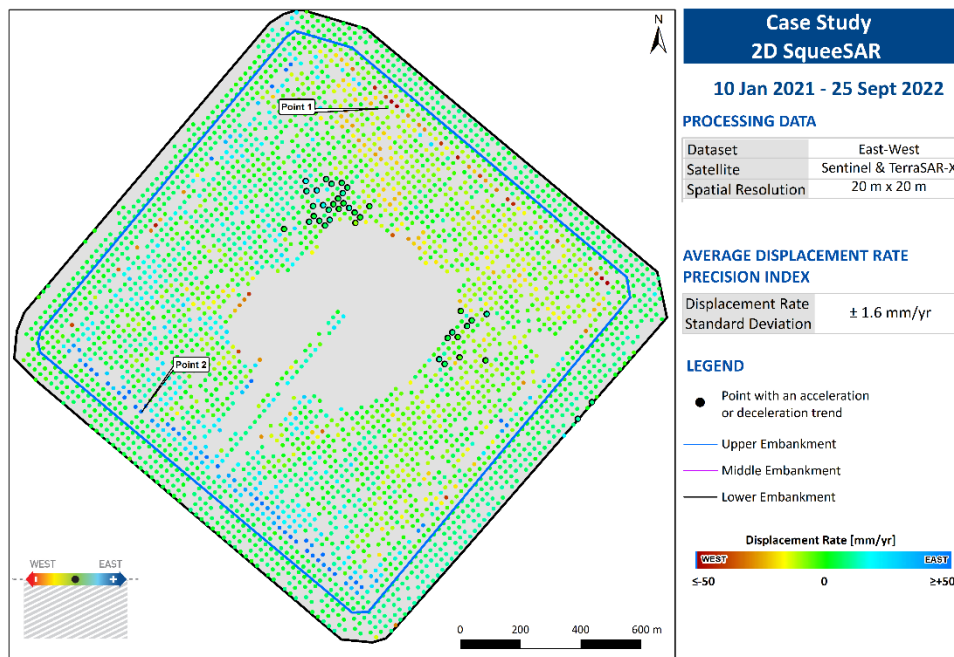 N
Point 1
Point 2
WEST
EAST
0
200
400
600 m
Case Study
2D SqueeSAR
10 Jan 2021 - 25 Sept 2022
PROCESSING DATA
Dataset East-West
Satellite Sentinel & TerraSAR-X
Spatial Resolution 20 m x 20 m
AVERAGE DISPLACEMENT RATE
PRECISION INDEX
Displacement Rate
Standard Deviation ± 1.6 mm/yr
LEGEND
Point with an acceleration
or deceleration trend
Upper Embankment
Middle Embankment
Lower Embankment
Displacement Rate [mm/yr]
WEST EAST
≤-50 0 ≥+50